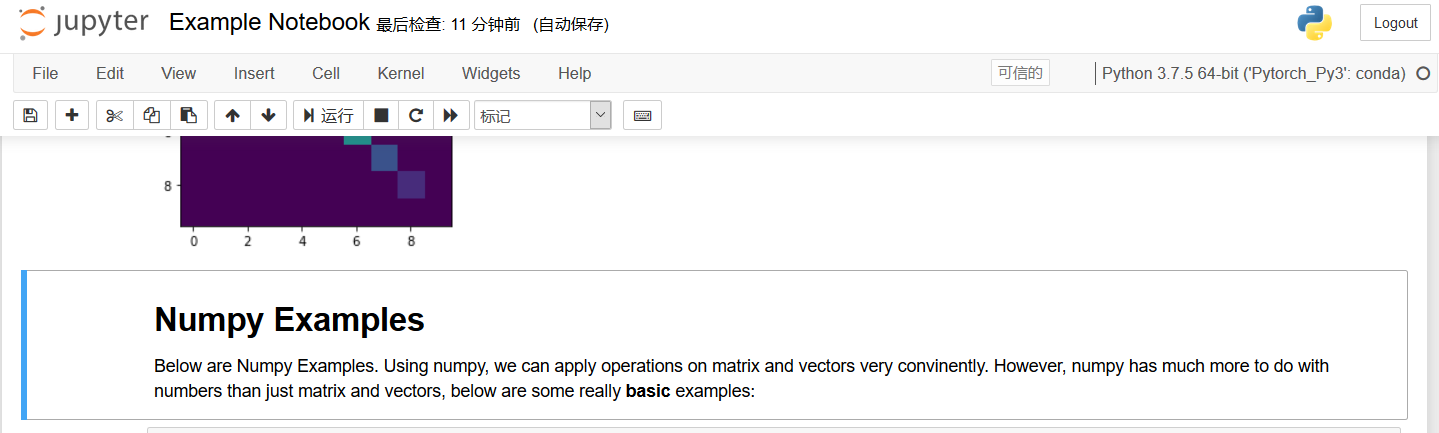 jupyter Example Notebook 最后检查: 11 分钟前 (自动保存) Logout
File Edit View Insert Cell Kernel Widgets Help 可信的 Python 3.7.5 64-bit ('Pytorch_Py3': conda)
运行 标记
8
0 2 4 6 8
Numpy Examples
Below are Numpy Examples. Using numpy, we can apply operations on matrix and vectors very convinently. However, numpy has much more to do with
numbers than just matrix and vectors, below are some really basic examples: